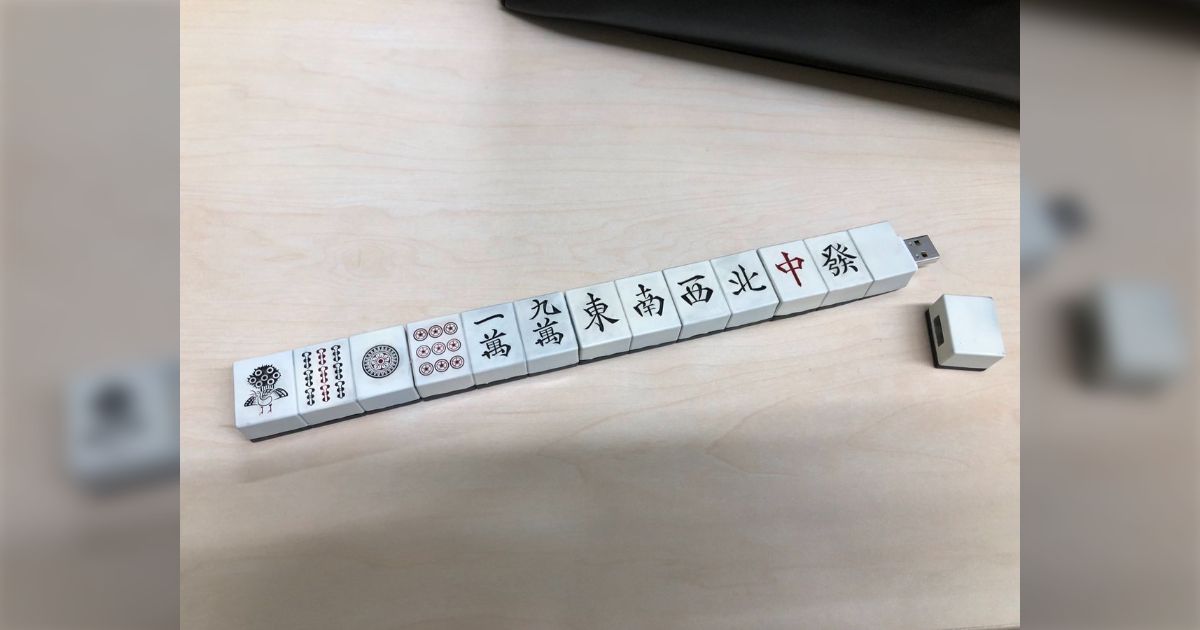 一萬 九萬 東 南 西 北 中 發